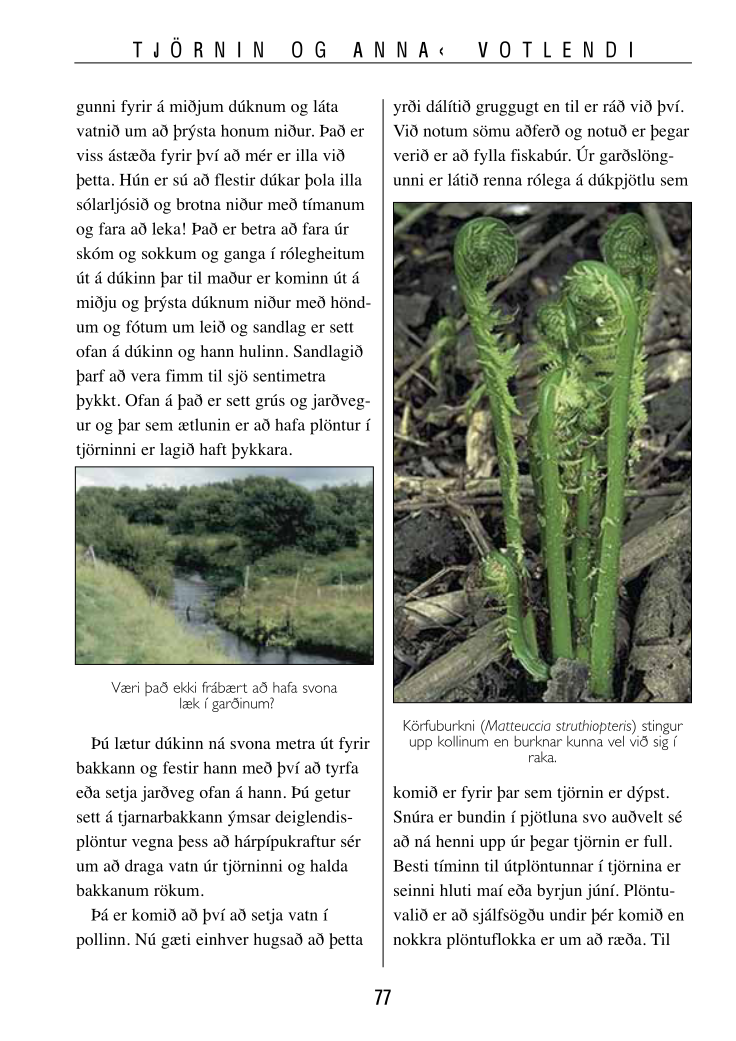 TJÖRNIN OG ANNA‹ VOTLENDI
gunni fyrir á miðjum dúknum og láta
vatnið um að þrýsta honum niður. Það er
viss ástæða fyrir því að mér er illa við
þetta. Hún er sú að flestir dúkar þola illa
sólarljósið og brotna niður með tímanum
og fara að leka! Það er betra að fara úr
skóm og sokkum og ganga í rólegheitum
út á dúkinn þar til maður er kominn út á
miðju og þrýsta dúknum niður með hönd-
um og fótum um leið og sandlag er sett
ofan á dúkinn og hann hulinn. Sandlagið
þarf að vera fimm til sjö sentimetra
þykkt. Ofan á það er sett grús og jarðveg-
ur og þar sem ætlunin er að hafa plöntur í
tjörninni er lagið haft þykkara.
Væri það ekki frábært að hafa svona
læk í garðinum?
Þú lætur dúkinn ná svona metra út fyrir
bakkann og festir hann með því að tyrfa
eða setja jarðveg ofan á hann. Þú getur
sett á tjarnarbakkann ýmsar deiglendis-
plöntur vegna þess að hárpípukraftur sér
um að draga vatn úr tjörninni og halda
bakkanum rökum.
Þá er komið að því að setja vatn í
pollinn. Nú gæti einhver hugsað að þetta
yrði dálítið gruggugt en til er ráð við því.
Við notum sömu aðferð og notuð er þegar
verið er að fylla fiskabúr. Úr garðslöng-
unni er látið renna rólega á dúkpjötlu sem
Körfuburkni (Matteuccia struthiopteris) stingur
upp kollinum en burknar kunna vel við sig í
raka.
komið er fyrir þar sem tjörnin er dýpst.
Snúra er bundin í pjötluna svo auðvelt sé
að ná henni upp úr þegar tjörnin er full.
Besti tíminn til útplöntunnar í tjörnina er
seinni hluti maí eða byrjun júní. Plöntu-
valið er að sjálfsögðu undir þér komið en
nokkra plöntuflokka er um að ræða. Til
77